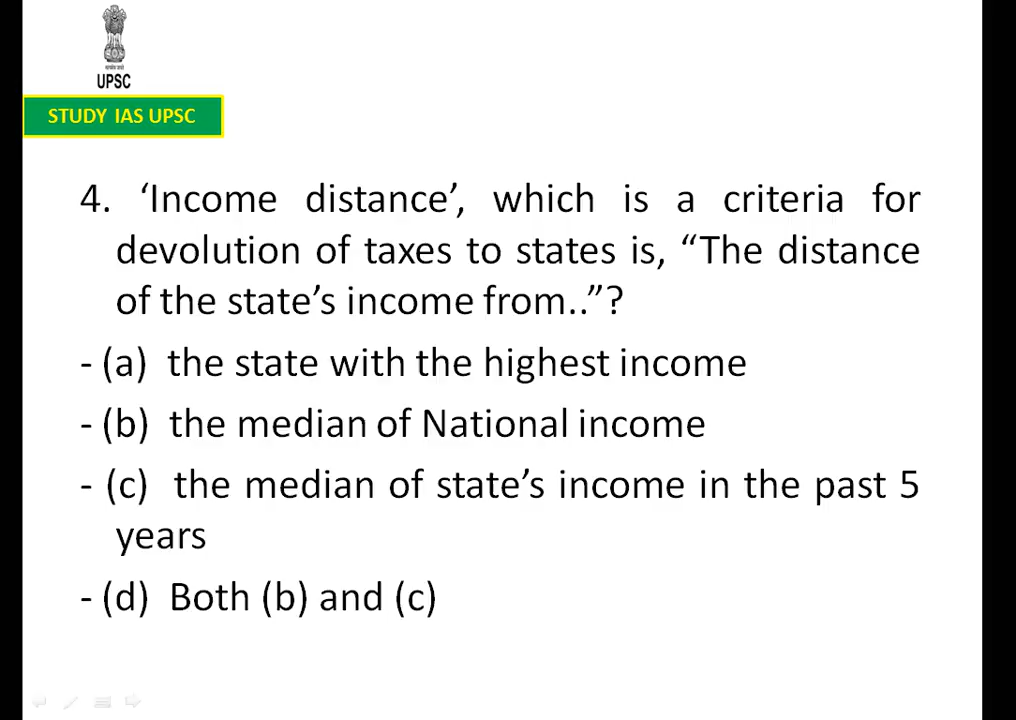 UPSC
STUDY IAS UPSC
4. ‘Income distance’, which is a criteria for
devolution of taxes to states is, “The distance
of the state’s income from..”?
- (a) the state with the highest income
- (b) the median of National income
- (c) the median of state’s income in the past 5
years
- (d) Both (b) and (c)